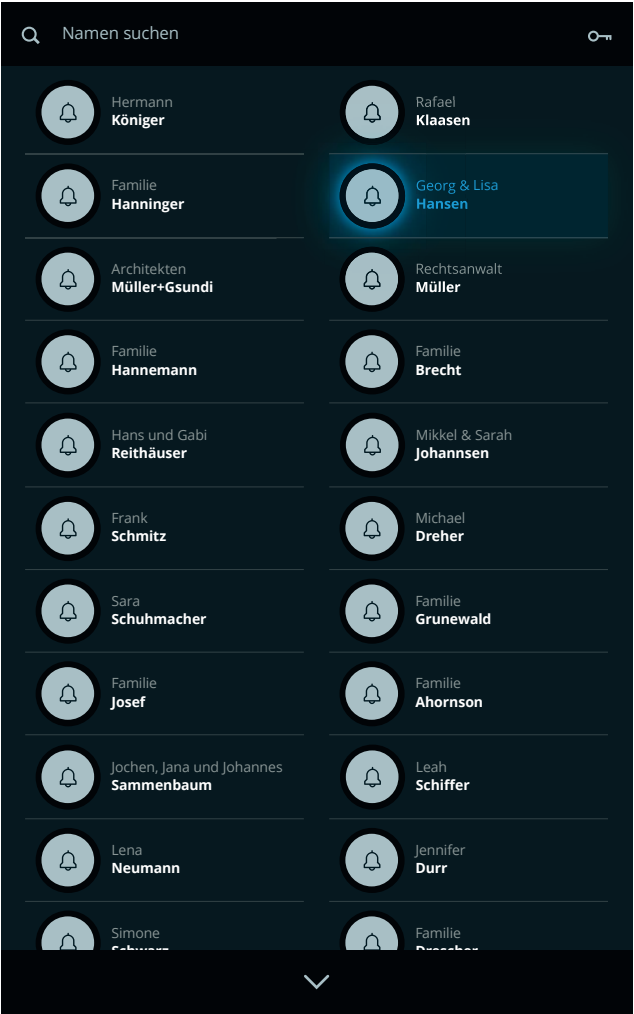 Namen suchen
Hermann
Königer
Rafael
Klaasen
Familie
Hanninger
Georg & Lisa
Hansen
Architekten
Müller+Gsundi
Rechtsanwalt
Müller
Familie
Hannemann
Familie
Brecht
Hans und Gabi
Reithäuser
Mikkel & Sarah
Johannsen
Frank
Schmitz
Michael
Dreher
Sara
Schuhmacher
Familie
Grunewald
Familie
Josef
Familie
Ahornson
Jochen, Jana und Johannes
Sammenbaum
Leah
Schiffer
Lena
Neumann
Jennifer
Durr
Simone
Schwarz
Familie
Drescher